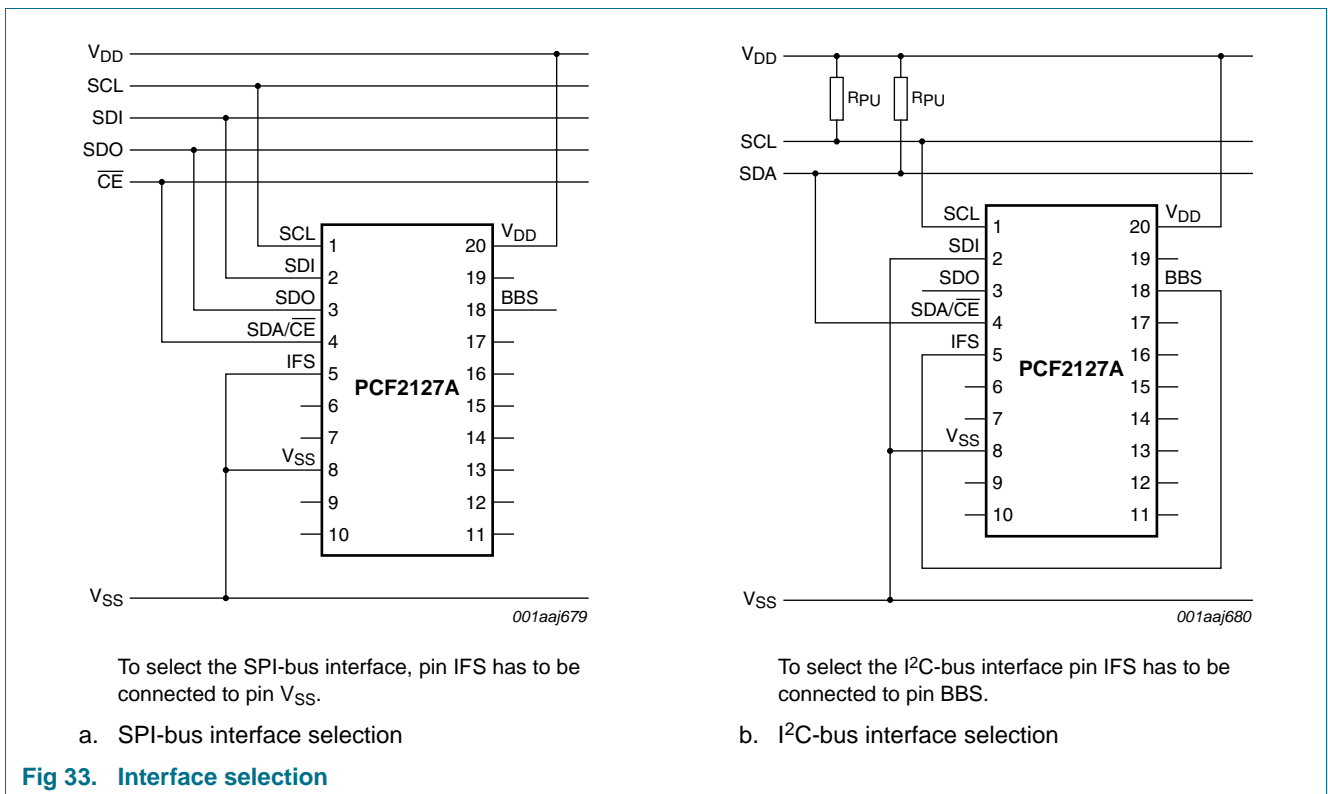 VDD
SCL
SDI
SDO
CE
SCL
SDI
SDO
SDA/CE
IFS
VSS
1
2
3
4
5
6
7
8
9
10
PCF2127A
20
19
18
17
16
15
14
13
12
11
VDD
BBS
VSS
001aaj679
To select the SPI-bus interface, pin IFS has to be
connected to pin VSS.
a. SPI-bus interface selection
VDD
RPU
RPU
SCL
SDA
SCL
SDI
SDO
SDA/CE
IFS
VSS
1
2
3
4
5
6
7
8
9
10
PCF2127A
20
19
18
17
16
15
14
13
12
11
VDD
BBS
VSS
001aaj680
To select the I2C-bus interface pin IFS has to be
connected to pin BBS.
b. I2C-bus interface selection
Fig 33. Interface selection